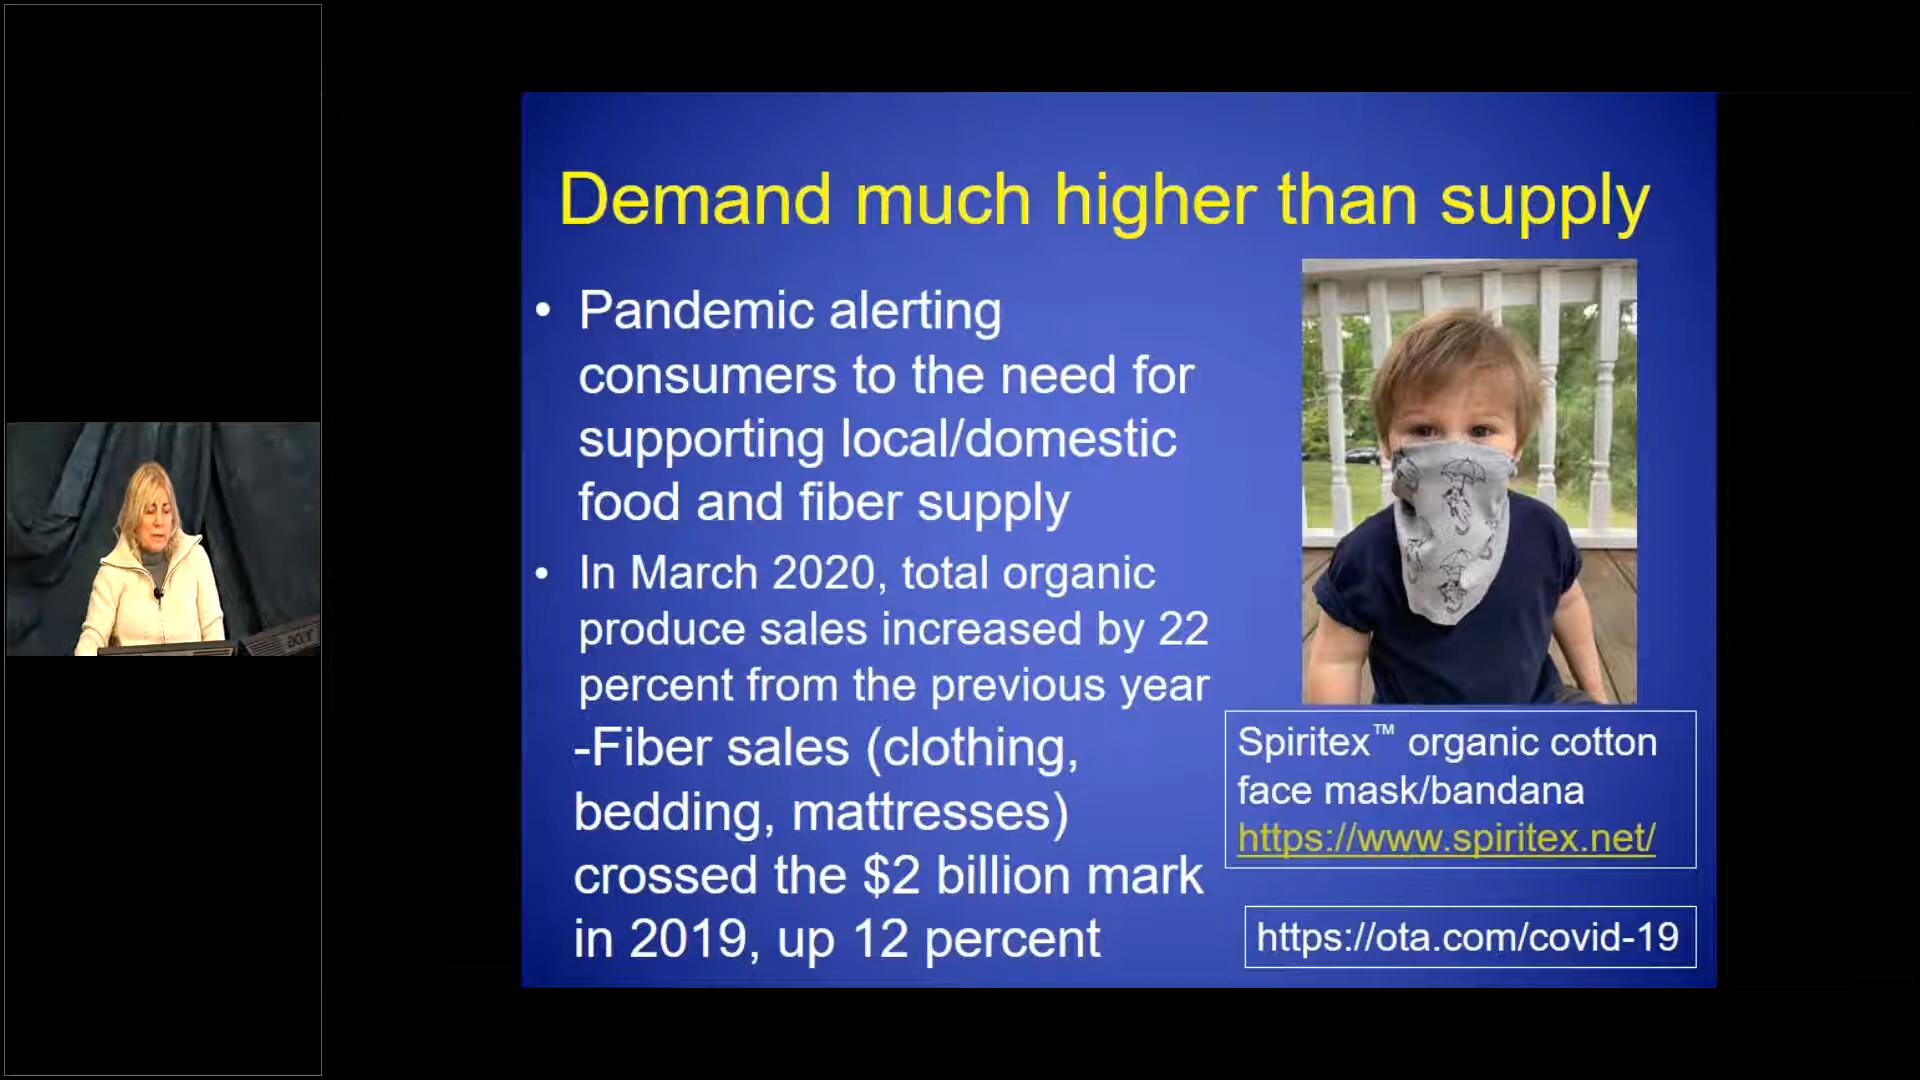 Demand much higher than supply
• Pandemic alerting
consumers to the need for
supporting local/domestic
food and fiber supply
• In March 2020, total organic
produce sales increased by 22
percent from the previous year
-Fiber sales (clothing,
bedding, mattresses)
crossed the $2 billion mark
in 2019, up 12 percent
Spiritex™ organic cotton
face mask/bandana
https://www.spiritex.net/
https://ota.com/covid-19
acer